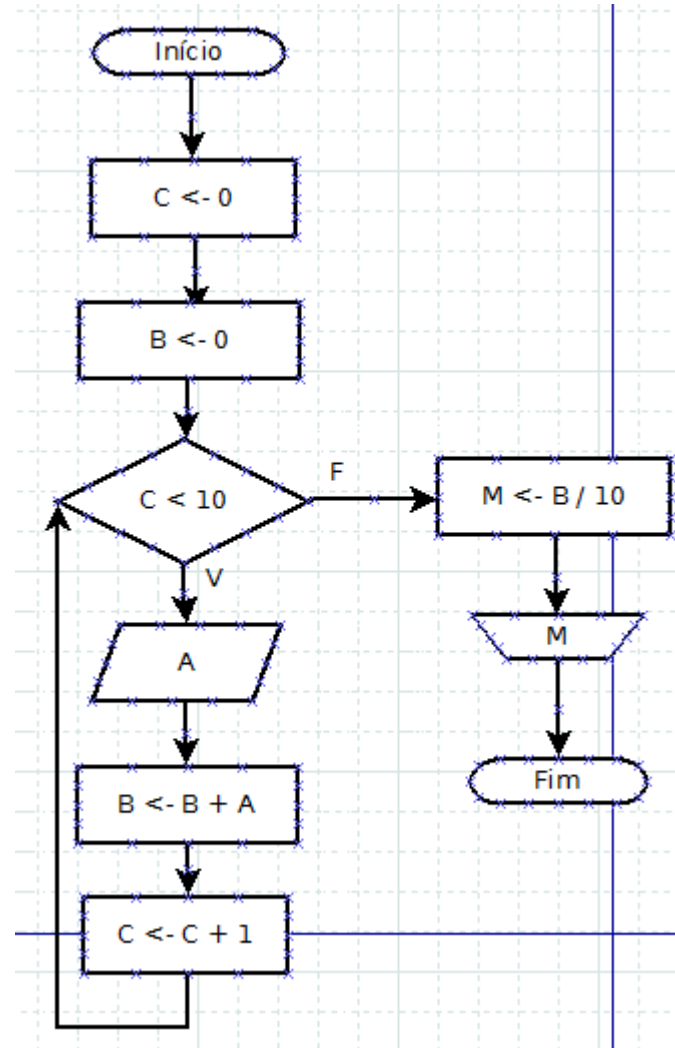 Início
C <- 0
B <- 0
C < 10
F
M <- B / 10
V
M
A
Fim
B <- B + A
C <- C + 1